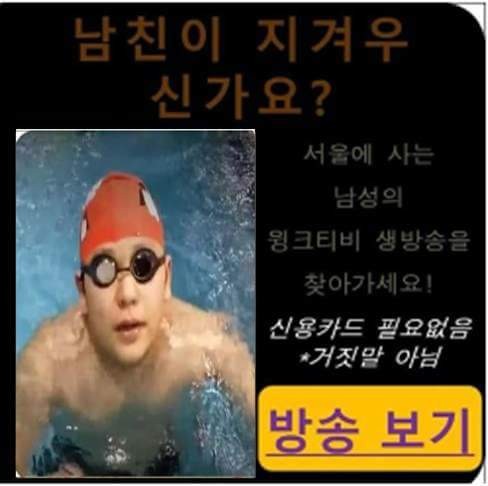 남친이 지겨우
신가요?
서울에 사는
남성의
윙크티비 생방송을
찾아가세요!
신용카드 필요없음
*거짓말 아님
방송 보기